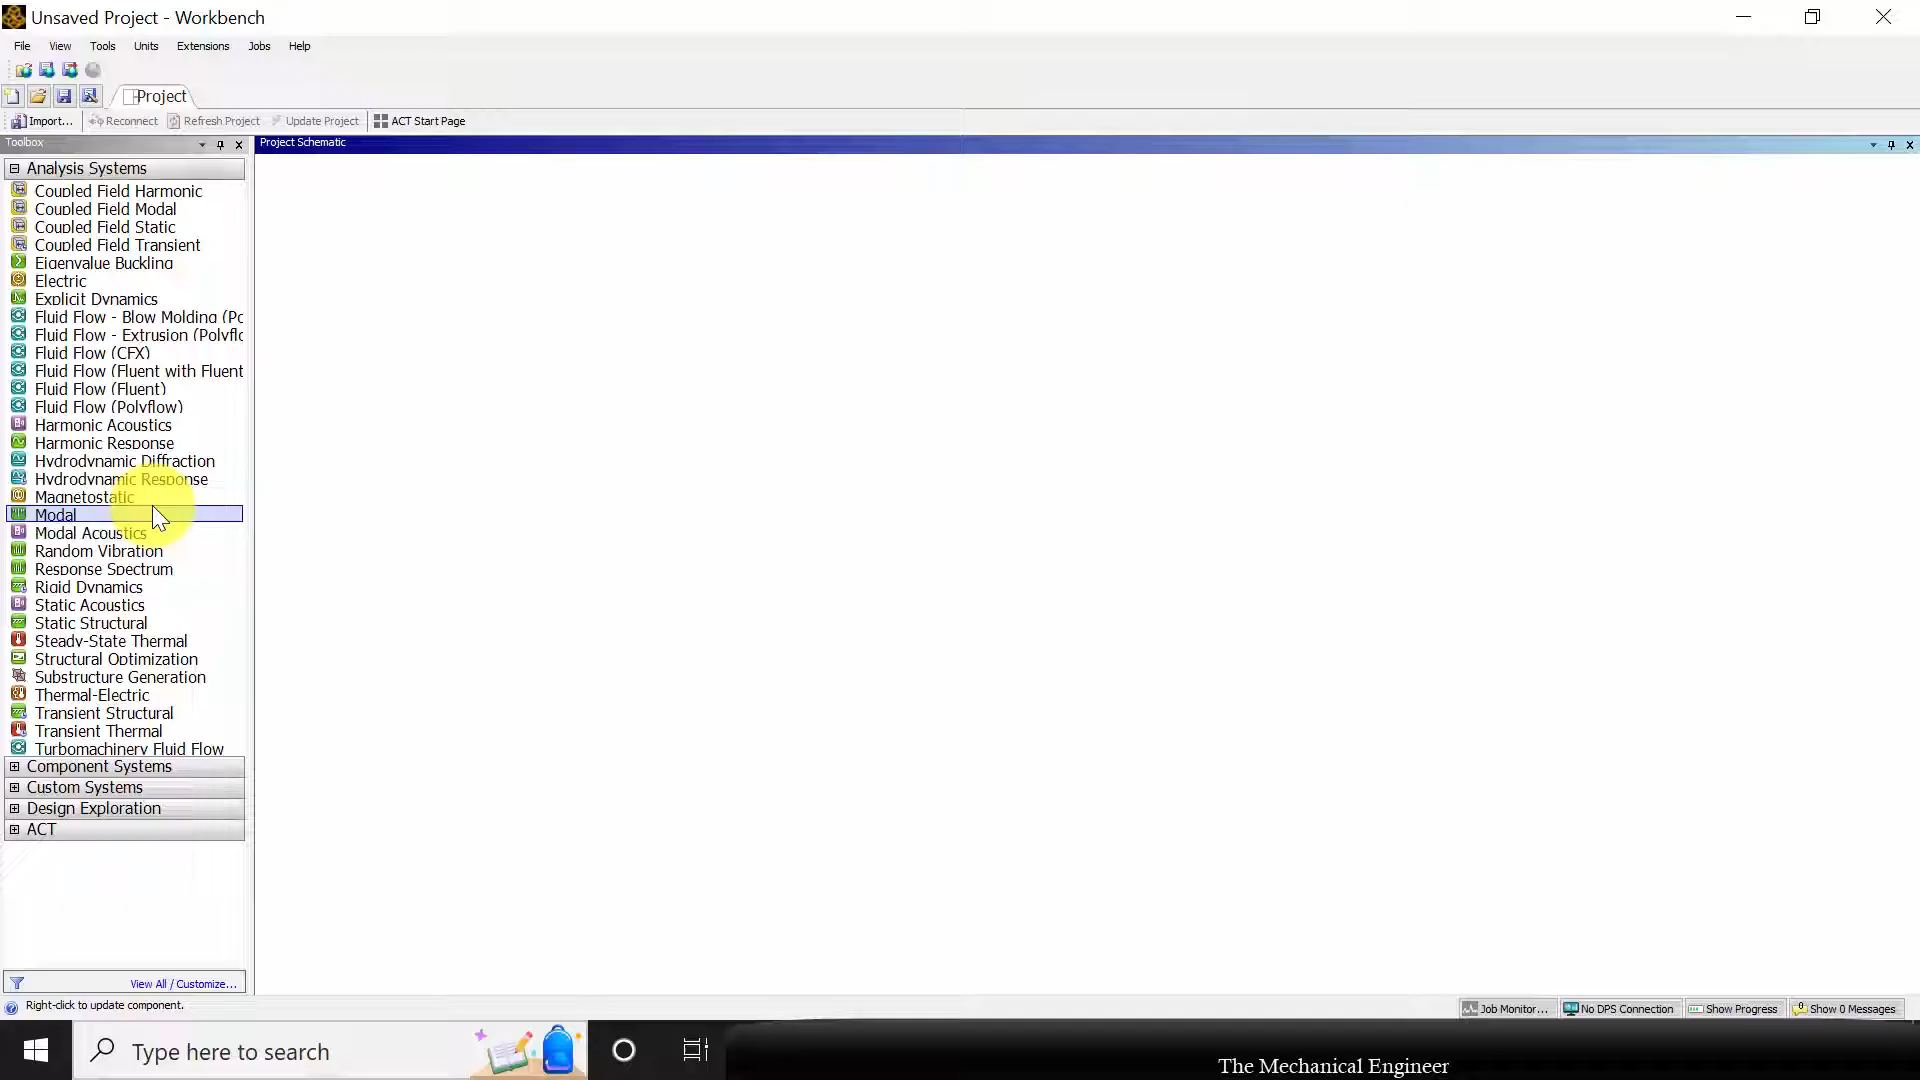 Unsaved Project - Workbench
File View Tools Units Extensions Jobs Help
Project
Import... Reconnect Refresh Project Update Project ACT Start Page
Toolbox
Project Schematic
Analysis Systems
Coupled Field Harmonic
Coupled Field Modal
Coupled Field Static
Coupled Field Transient
Eigenvalue Buckling
Electric
Explicit Dynamics
Fluid Flow - Blow Molding (Po
Fluid Flow - Extrusion (Polyflo
Fluid Flow (CFX)
Fluid Flow (Fluent with Fluent
Fluid Flow (Fluent)
Fluid Flow (Polyflow)
Harmonic Acoustics
Harmonic Response
Hydrodynamic Diffraction
Hydrodynamic Response
Magnetostatic
Modal
Modal Acoustics
Random Vibration
Response Spectrum
Rigid Dynamics
Static Acoustics
Static Structural
Steady-State Thermal
Structural Optimization
Substructure Generation
Thermal-Electric
Transient Structural
Transient Thermal
Turbomachinery Fluid Flow
Component Systems
Custom Systems
Design Exploration
ACT
View All / Customize...
Right-click to update component.
Job Monitor... No DPS Connection Show Progress Show 0 Messages
Type here to search
The Mechanical Engineer